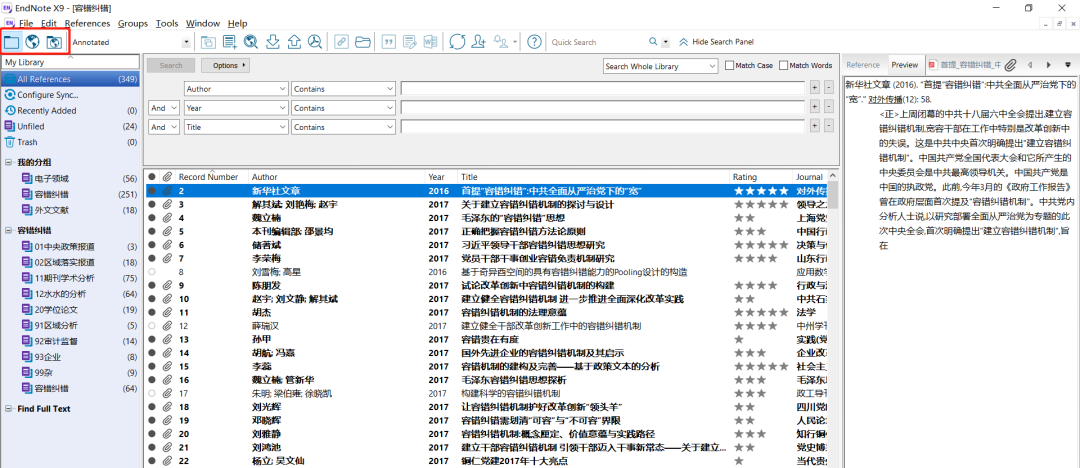 EndNote X9 - [容错纠错]
File Edit References Groups Tools Window Help
Annotated
Quick Search
Hide Search Panel
My Library
All References (349)
Configure Sync...
Recently Added (0)
Unfiled (24)
Trash (0)
我的分组
电子领域 (56)
容错纠错 (251)
外文文献 (18)
容错纠错
01中央政策报道 (3)
02区域落实报道 (18)
11期刊学术分析 (75)
12水水的分析 (64)
20学位论文 (19)
91区域分析 (5)
92审计监督 (14)
93企业 (8)
99杂 (9)
容错纠错 (64)
Find Full Text
Search Options Search Whole Library Match Case Match Words
Author Contains + -
And Year Contains + -
And Title Contains + -
Record Number Author Year Title Rating Journal
2 新华社文章 2016 首提"容错纠错":中共全面从严治党下的"宽" ★★★★★ 对外传
3 解其斌; 刘艳梅; 赵宇 2017 关于建立容错纠错机制的探讨与设计 ★★★★★ 领导之
4 魏立楠 2017 毛泽东的"容错纠错"思想 ★★ 上海党
5 本刊编辑部; 邵景均 2017 正确把握容错纠错方法论原则 ★★ 中国行
6 储著斌 2017 习近平领导干部容错纠错思想研究 ★★★★★ 决策与
7 李荣梅 2017 党员干部干事创业容错免责机制研究 ★★★★ 山东行
8 刘雪梅; 高星 2016 基于奇异酉空间的具有容错纠错能力的Pooling设计的构造 应用数学
9 陈朋发 2017 试论改革创新中容错纠错机制的构建 ★★★★ 行政与
10 赵宇; 刘文静; 解其斌 2017 建立健全容错纠错机制 进一步推进全面深化改革实践 ★★ 中共石
11 胡杰 2017 容错纠错机制的法理意蕴 ★★★★★ 法学
12 薛瑞汉 2017 建立健全干部改革创新工作中的容错纠错机制 ★★★★ 中州学刊
13 孙甲 2017 容错贵在有度 ★ 实践(党
14 胡航; 冯嘉 2017 国外先进企业的容错纠错机制及其启示 ★★★ 企业改
15 李蕊 2017 容错机制的建构及完善——基于政策文本的分析 ★★★★★ 社会主
16 魏立楠; 管新华 2017 毛泽东容错纠错思想探析 ★★★
17 朱明; 梁伯雍; 徐晓凯 2017 构建科学的容错纠错机制 ★★★ 政工导刊
18 刘光辉 2017 让容错纠错机制护好改革创新"领头羊" ★★ 四川党
19 邓晓辉 2017 容错纠错需划清"可容"与"不可容"界限 ★★ 人民论
20 刘雅静 2017 容错纠错机制:概念厘定、价值意蕴与实践路径 ★★★ 知行铜
21 刘鸿池 2017 建立干部容错纠错机制 引领干部迈入干事新常态——关于建立... ★★ 党史博
22 杨立; 吴文仙 2017 铜仁党建2017年十大亮点 ★ 当代贵
Reference Preview 首提_容错纠错_中
新华社文章 (2016). "首提"容错纠错":中共全面从严治党下的
"宽"." 对外传播(12): 58.
<正>上周闭幕的中共十八届六中全会提出,建立容
错纠错机制,宽容干部在工作中特别是改革创新中
的失误。这是中共中央首次明确提出"建立容错纠
错机制"。中国共产党全国代表大会和它所产生的
中央委员会是中共最高领导机关。中国共产党是
中国的执政党。此前,今年3月的《政府工作报告》
曾在政府层面首次提及"容错纠错机制"。中共党内
分析人士说,以研究部署全面从严治党为专题的此
次中央全会,首次明确提出"建立容错纠错机制",旨
在